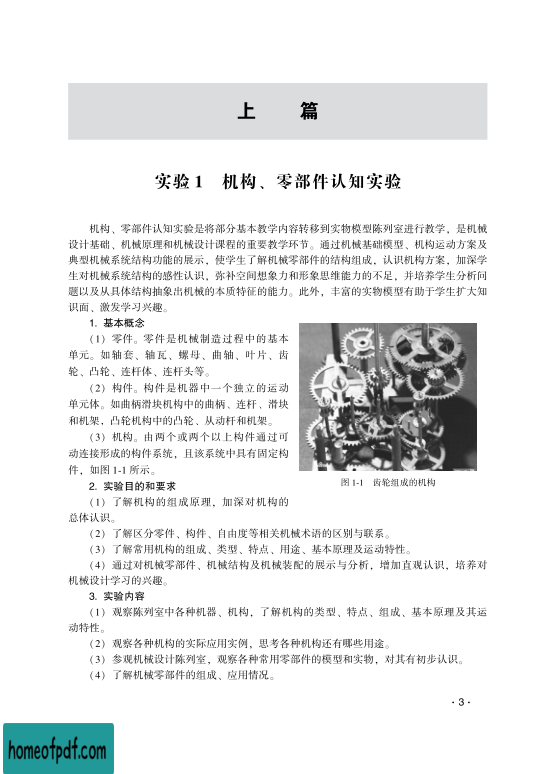 上 篇
实验 1 机构、零部件认知实验
机构、零部件认知实验是将部分基本教学内容转移到实物模型陈列室进行教学，是机械
设计基础、机械原理和机械设计课程的重要教学环节。通过机械基础模型、机构运动方案及
典型机械系统结构功能的展示，使学生了解机械零部件的结构组成，认识机构方案，加深学
生对机械系统结构的感性认识，弥补空间想象力和形象思维能力的不足，并培养学生分析问
题以及从具体结构抽象出机械的本质特征的能力。此外，丰富的实物模型有助于学生扩大知
识面、激发学习兴趣。
1. 基本概念
（1）零件。零件是机械制造过程中的基本
单元。如轴套、轴瓦、螺母、曲轴、叶片、齿
轮、凸轮、连杆体、连杆头等。
（2）构件。构件是机器中一个独立的运动
单元体。如曲柄滑块机构中的曲柄、连杆、滑块
和机架，凸轮机构中的凸轮、从动杆和机架。
（3）机构。由两个或两个以上构件通过可
动连接形成的构件系统，且该系统中具有固定构
件，如图 1-1 所示。
图 1-1 齿轮组成的机构
2. 实验目的和要求
（1）了解机构的组成原理，加深对机构的
总体认识。
（2）了解区分零件、构件、自由度等相关机械术语的区别与联系。
（3）了解常用机构的组成、类型、特点、用途、基本原理及运动特性。
（4）通过对机械零部件、机械结构及机械装配的展示与分析，增加直观认识，培养对
机械设计学习的兴趣。
3. 实验内容
（1）观察陈列室中各种机器、机构，了解机构的类型、特点、组成、基本原理及其运
动特性。
（2）观察各种机构的实际应用实例，思考各种机构还有哪些用途。
（3）参观机械设计陈列室，观察各种常用零部件的模型和实物，对其有初步认识。
（4）了解机械零部件的组成、应用情况。
· 3 ·
homeofpdf.com